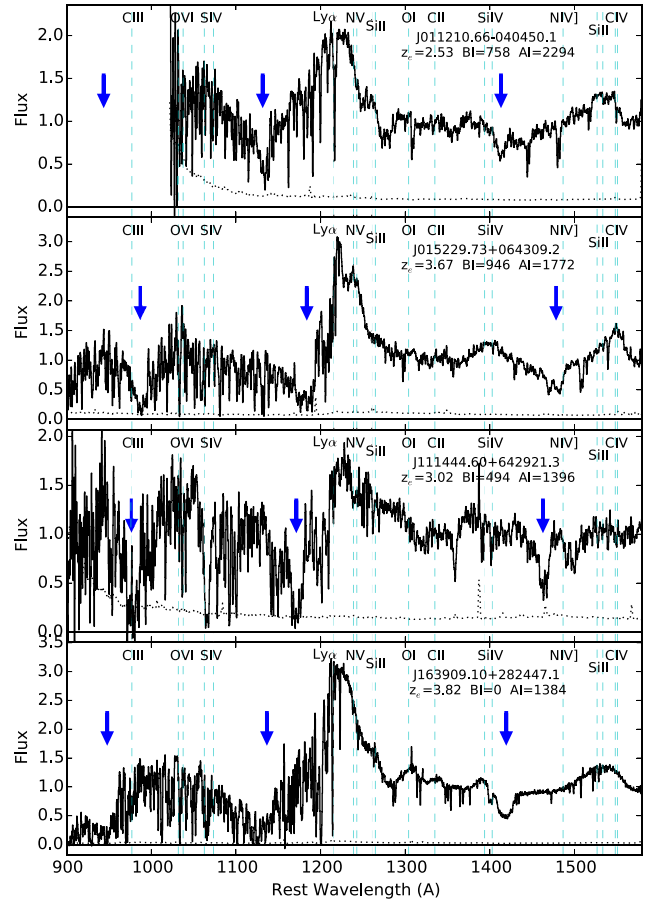 CIII OVI SIV Lyα NV SiII OI CII SiIV NIV] SiII CIV
J011210.66-040450.1
z_e=2.53 BI=758 AI=2294
2.0
1.5
1.0
0.5
0.0
Flux
CIII OVI SIV Lyα NV SiII OI CII SiIV NIV] SiII CIV
J015229.73+064309.2
z_e=3.67 BI=946 AI=1772
3.0
2.5
2.0
1.5
1.0
0.5
0.0
Flux
CIII OVI SIV Lyα NV SiII OI CII SiIV NIV] SiII CIV
J111444.60+642921.3
z_e=3.02 BI=494 AI=1396
2.0
1.5
1.0
0.5
0.0
Flux
CIII OVI SIV Lyα NV SiII OI CII SiIV NIV] SiII CIV
J163909.10+282447.1
z_e=3.82 BI=0 AI=1384
3.5
3.0
2.5
2.0
1.5
1.0
0.5
0.0
Flux
900 1000 1100 1200 1300 1400 1500
Rest Wavelength (A)